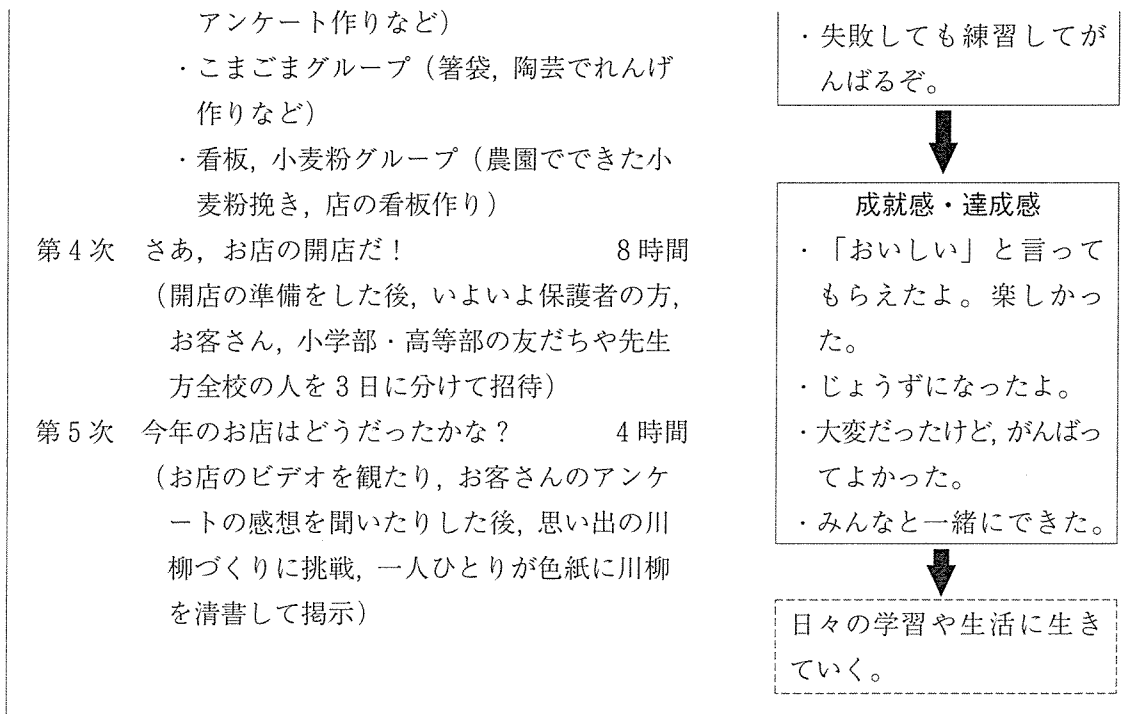 アンケート作りなど）
・こまごまグループ（箸袋, 陶芸でれんげ
作りなど）
・看板, 小麦粉グループ（農園でできた小
麦粉挽き, 店の看板作り）
第4次　さあ, お店の開店だ！　8時間
（開店の準備をした後, いよいよ保護者の方,
お客さん, 小学部・高等部の友だちや先生
方全校の人を3日に分けて招待）
第5次　今年のお店はどうだったかな？　4時間
（お店のビデオを観たり, お客さんのアンケ
ートの感想を聞いたりした後, 思い出の川
柳づくりに挑戦, 一人ひとりが色紙に川柳
を清書して掲示）
・失敗しても練習してが
んばるぞ。
成就感・達成感
・「おいしい」と言って
もらえたよ。楽しかっ
た。
・じょうずになったよ。
・大変だったけど, がんばっ
てよかった。
・みんなと一緒にできた。
日々の学習や生活に生き
ていく。